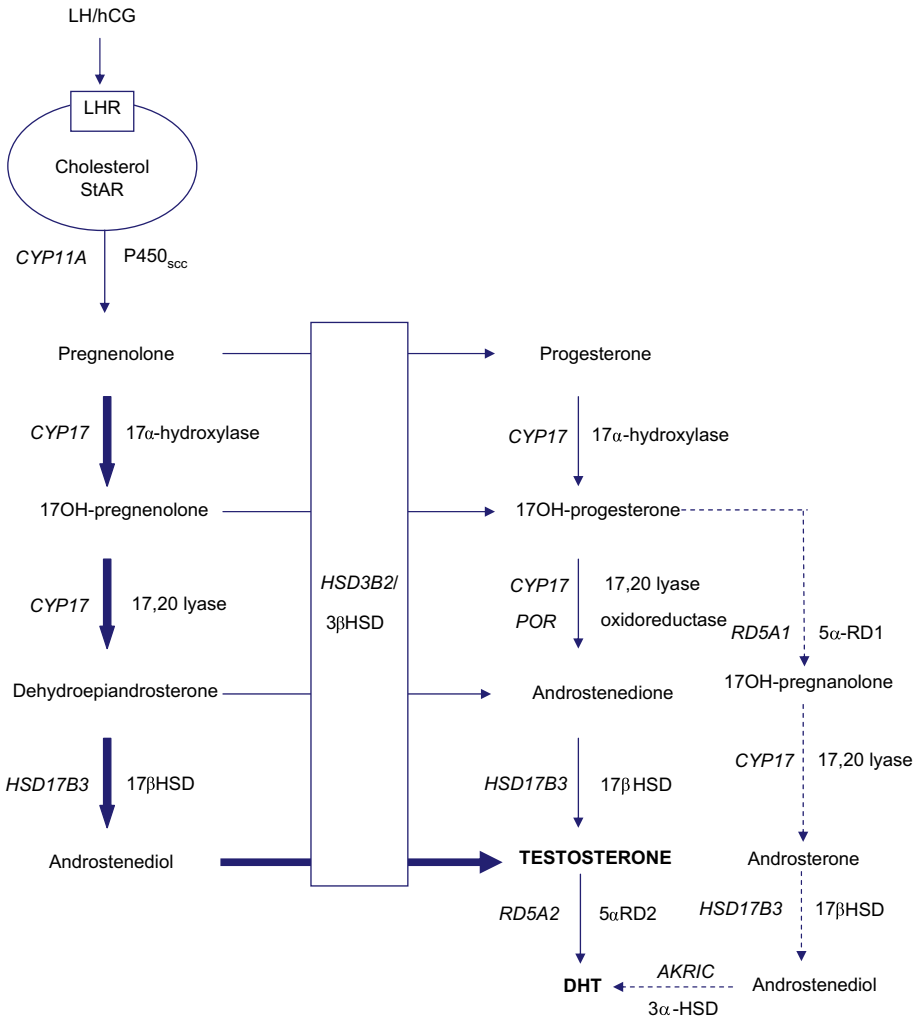 LH/hCG
LHR
Cholesterol
StAR
CYP11A P450scc
Pregnenolone Progesterone
CYP17 17α-hydroxylase CYP17 17α-hydroxylase
17OH-pregnenolone 17OH-progesterone
HSD3B2/
3βHSD
CYP17 17,20 lyase CYP17 17,20 lyase
POR oxidoreductase
RD5A1 5α-RD1
Dehydroepiandrosterone Androstenedione 17OH-pregnanolone
CYP17 17,20 lyase
HSD17B3 17βHSD HSD17B3 17βHSD
Androstenediol TESTOSTERONE Androsterone
RD5A2 5αRD2 HSD17B3 17βHSD
DHT AKRIC Androstenediol
3α-HSD